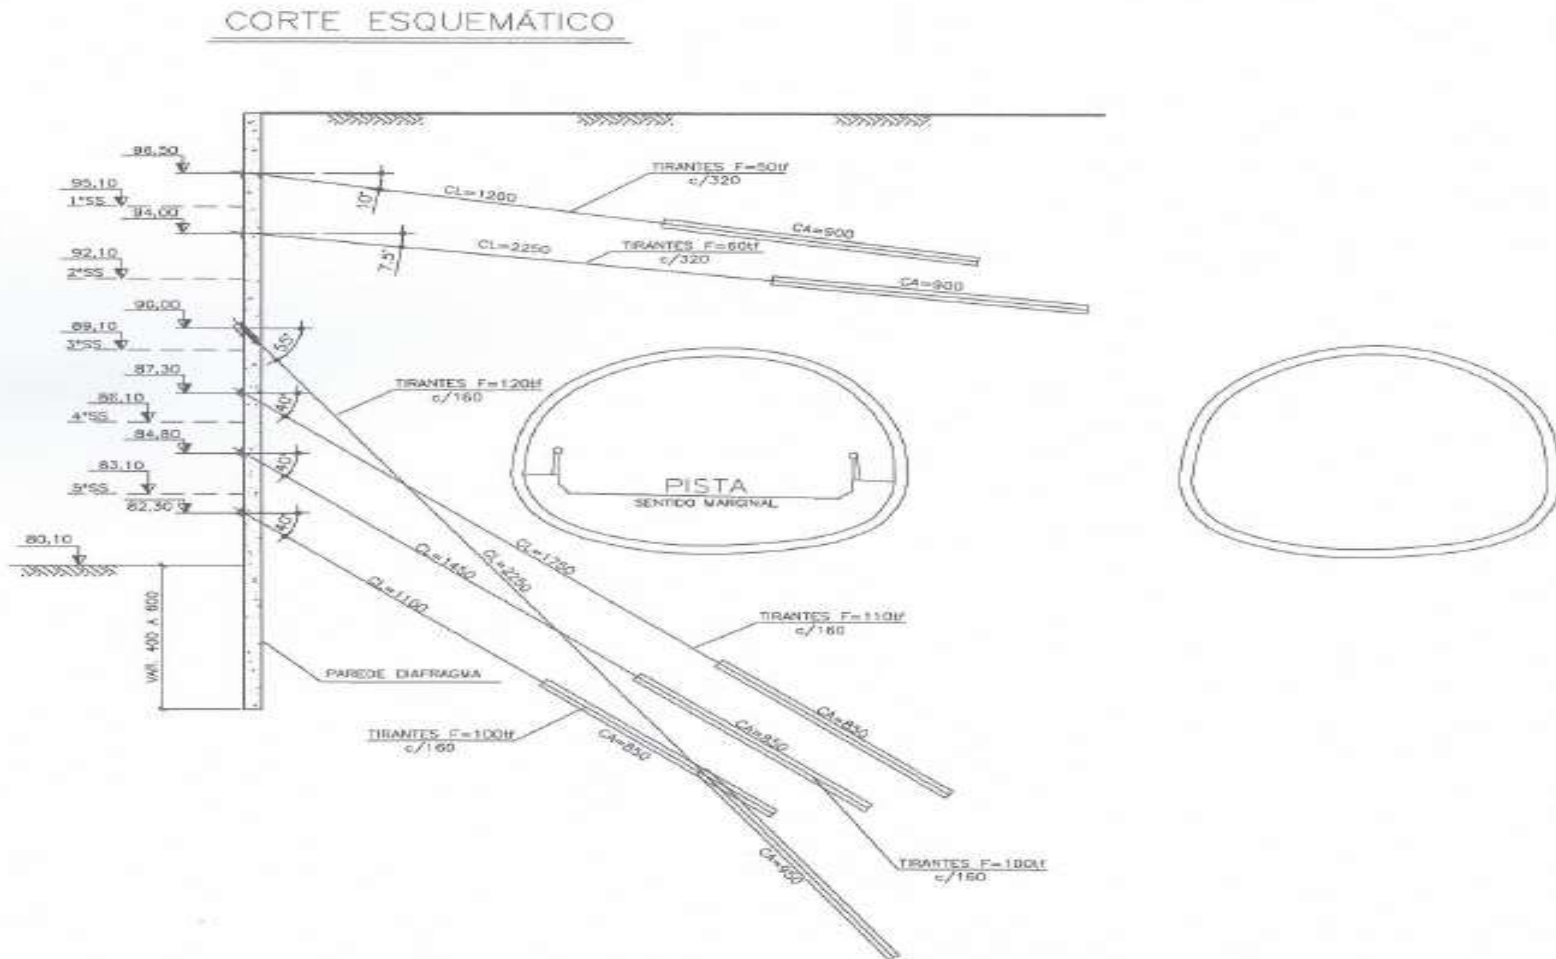 CORTE ESQUEMÁTICO
96,50
95,10
1°SS
94,00
92,10
2°SS
90,00
89,10
3°SS
87,30
86,10
4°SS
84,80
83,10
5°SS
82,30
80,10
VAR. 400 A 600
10°
7.5°
55°
40°
40°
40°
CL=1200
TIRANTES F=50tf
c/320
CA=900
CL=2250
TIRANTES F=60tf
c/320
CA=900
TIRANTES F=120tf
c/160
PISTA
SENTIDO MARGINAL
CL=1750
CL=2250
CL=1450
CL=1100
TIRANTES F=110tf
c/160
PAREDE DIAFRAGMA
TIRANTES F=100tf
c/160
CA=850
CA=850
CA=850
CA=950
TIRANTES F=100tf
c/160